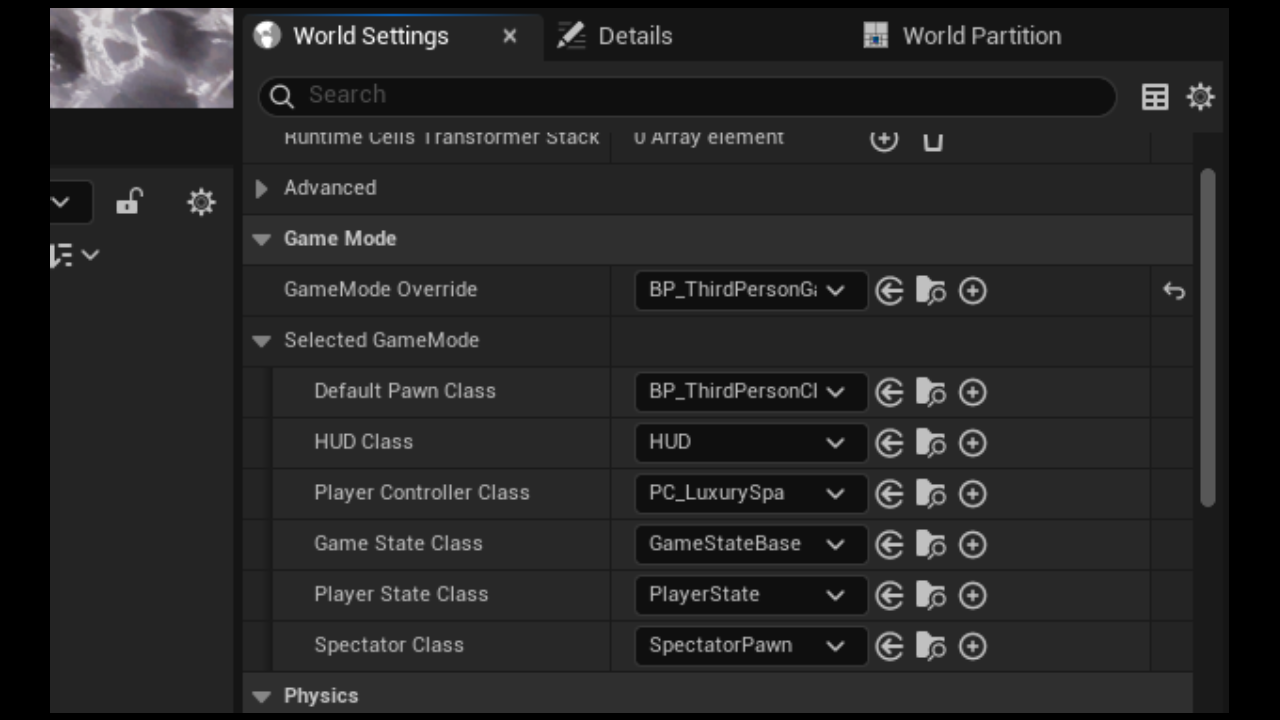 World Settings
Details
World Partition
Search
Runtime Cells Transformer Stack 0 Array element
Advanced
Game Mode
GameMode Override BP_ThirdPersonGa
Selected GameMode
Default Pawn Class BP_ThirdPersonCl
HUD Class HUD
Player Controller Class PC_LuxurySpa
Game State Class GameStateBase
Player State Class PlayerState
Spectator Class SpectatorPawn
Physics